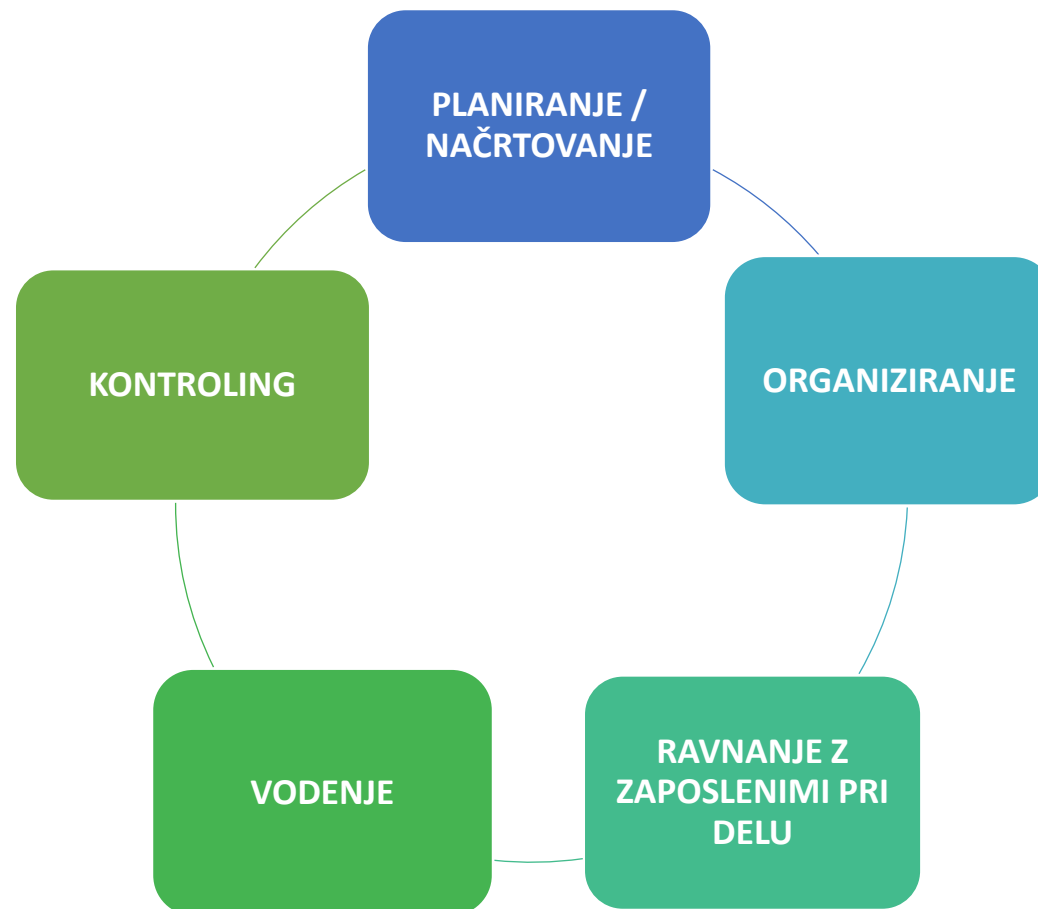 PLANIRANJE /
NAČRTOVANJE
ORGANIZIRANJE
RAVNANJE Z
ZAPOSLENIMI PRI
DELU
VODENJE
KONTROLING